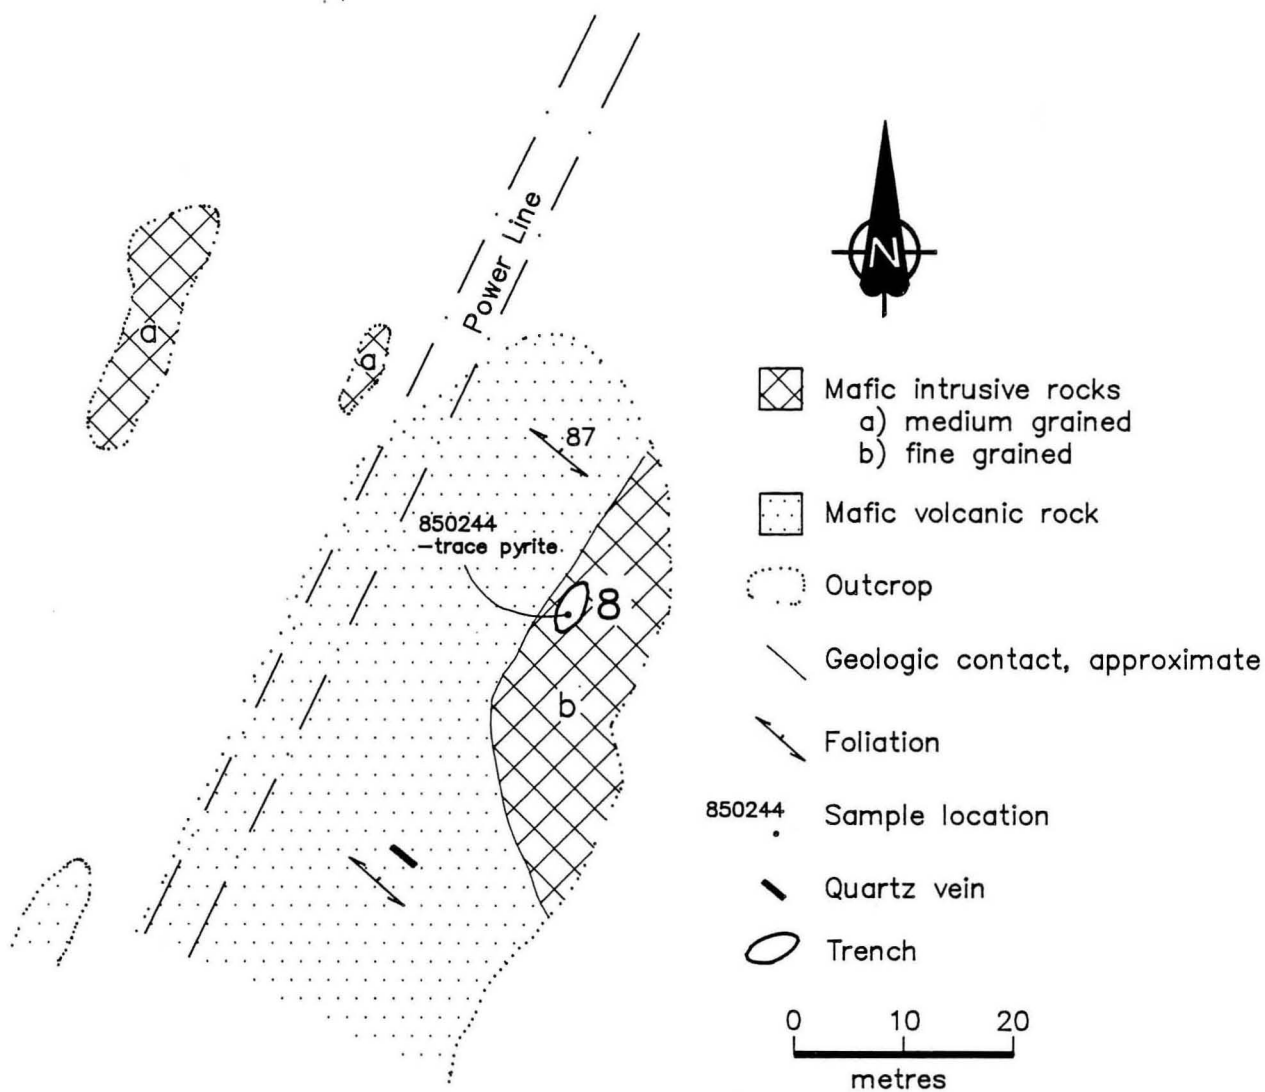 Power Line
a
a
87
850244
-trace pyrite
8
b
N
Mafic intrusive rocks
a) medium grained
b) fine grained
Mafic volcanic rock
Outcrop
Geologic contact, approximate
Foliation
850244
Sample location
Quartz vein
Trench
0 10 20
metres